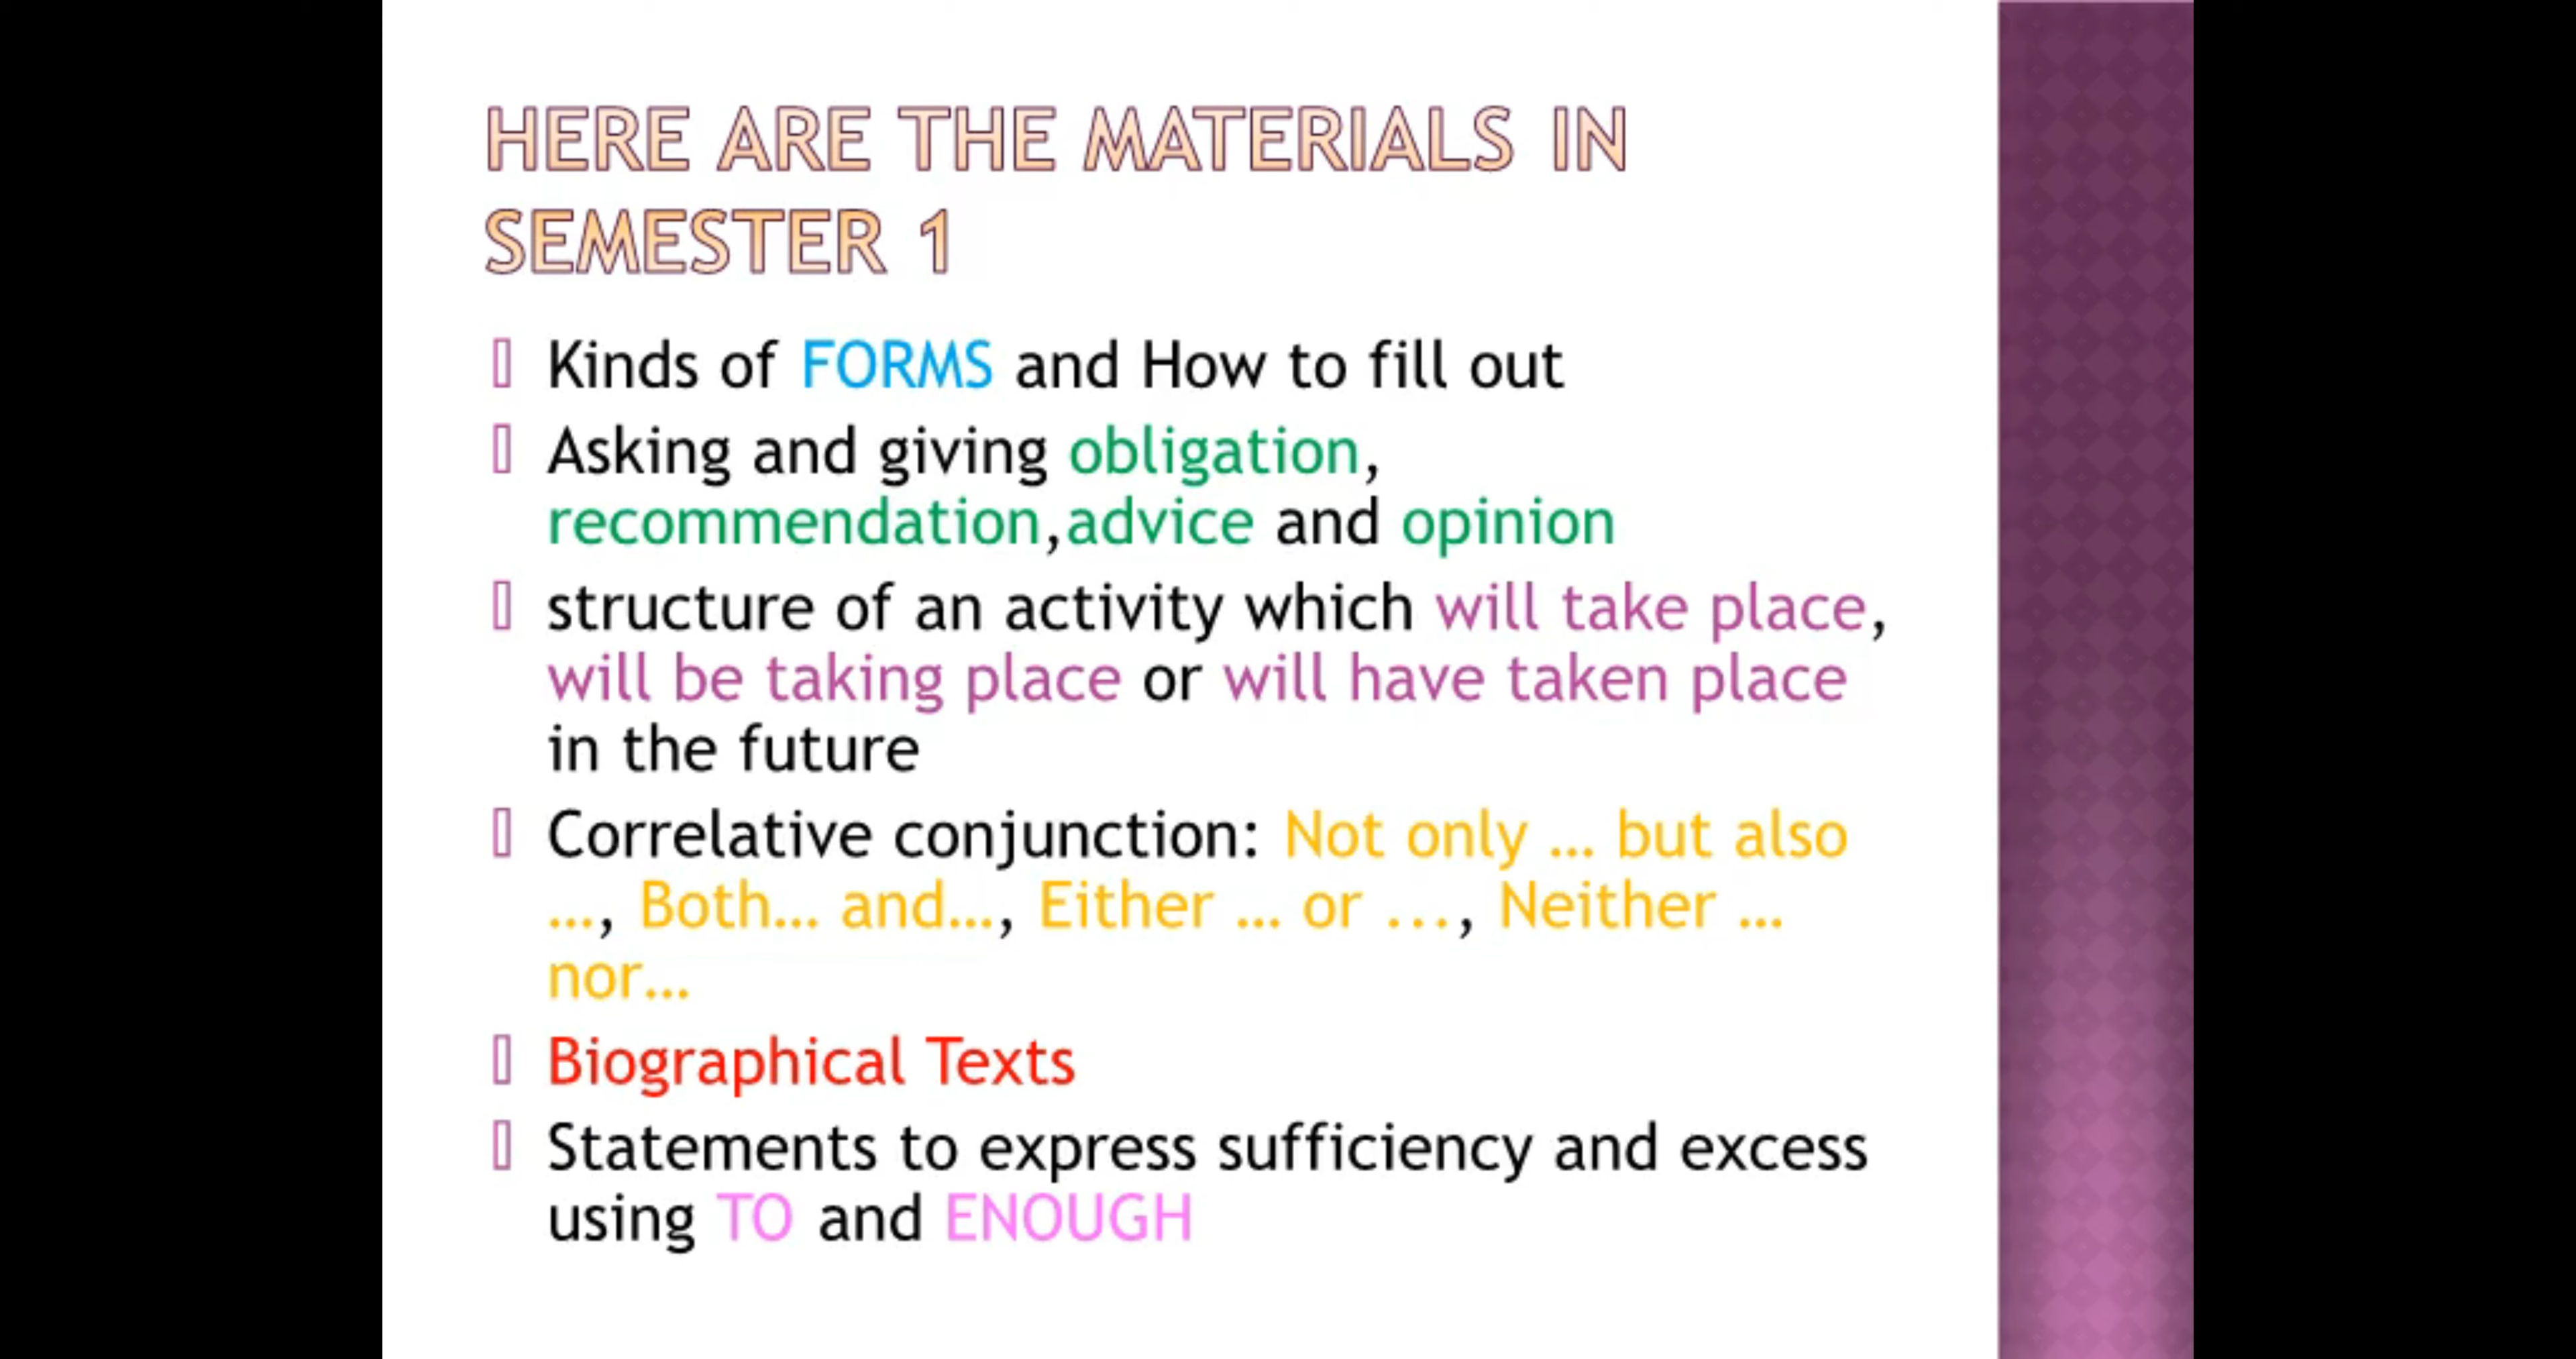 HERE ARE THE MATERIALS IN
SEMESTER 1
Kinds of FORMS and How to fill out
Asking and giving obligation,
recommendation,advice and opinion
structure of an activity which will take place,
will be taking place or will have taken place
in the future
Correlative conjunction: Not only … but also
…, Both… and…, Either … or ..., Neither …
nor…
Biographical Texts
Statements to express sufficiency and excess
using TO and ENOUGH